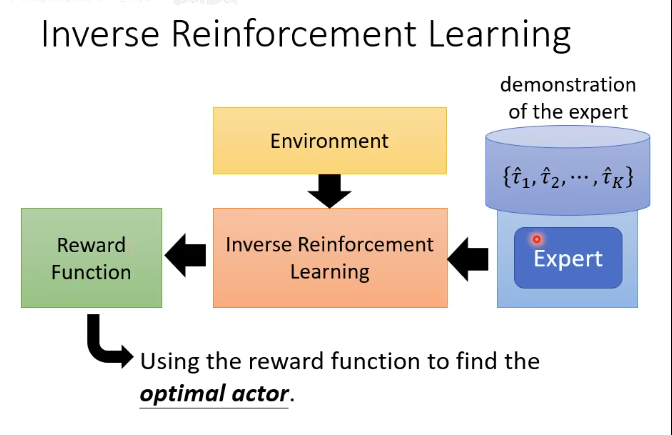 Inverse Reinforcement Learning
demonstration
of the expert
Environment
{τ̂₁, τ̂₂, ⋯ , τ̂_K}
Reward
Function
Inverse Reinforcement
Learning
Expert
Using the reward function to find the
optimal actor.